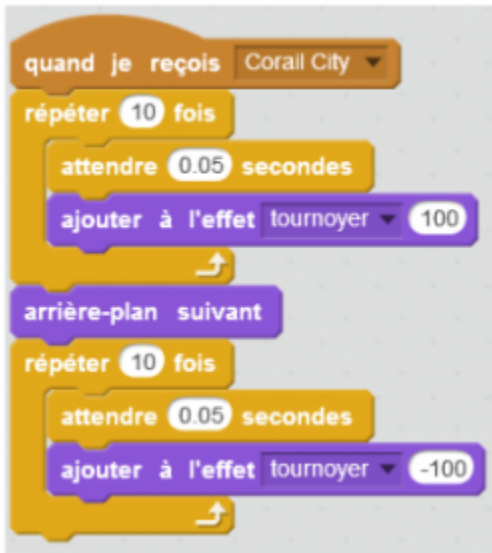 quand je reçois Corail City
répéter 10 fois
attendre 0.05 secondes
ajouter à l'effet tournoyer 100
arrière-plan suivant
répéter 10 fois
attendre 0.05 secondes
ajouter à l'effet tournoyer -100